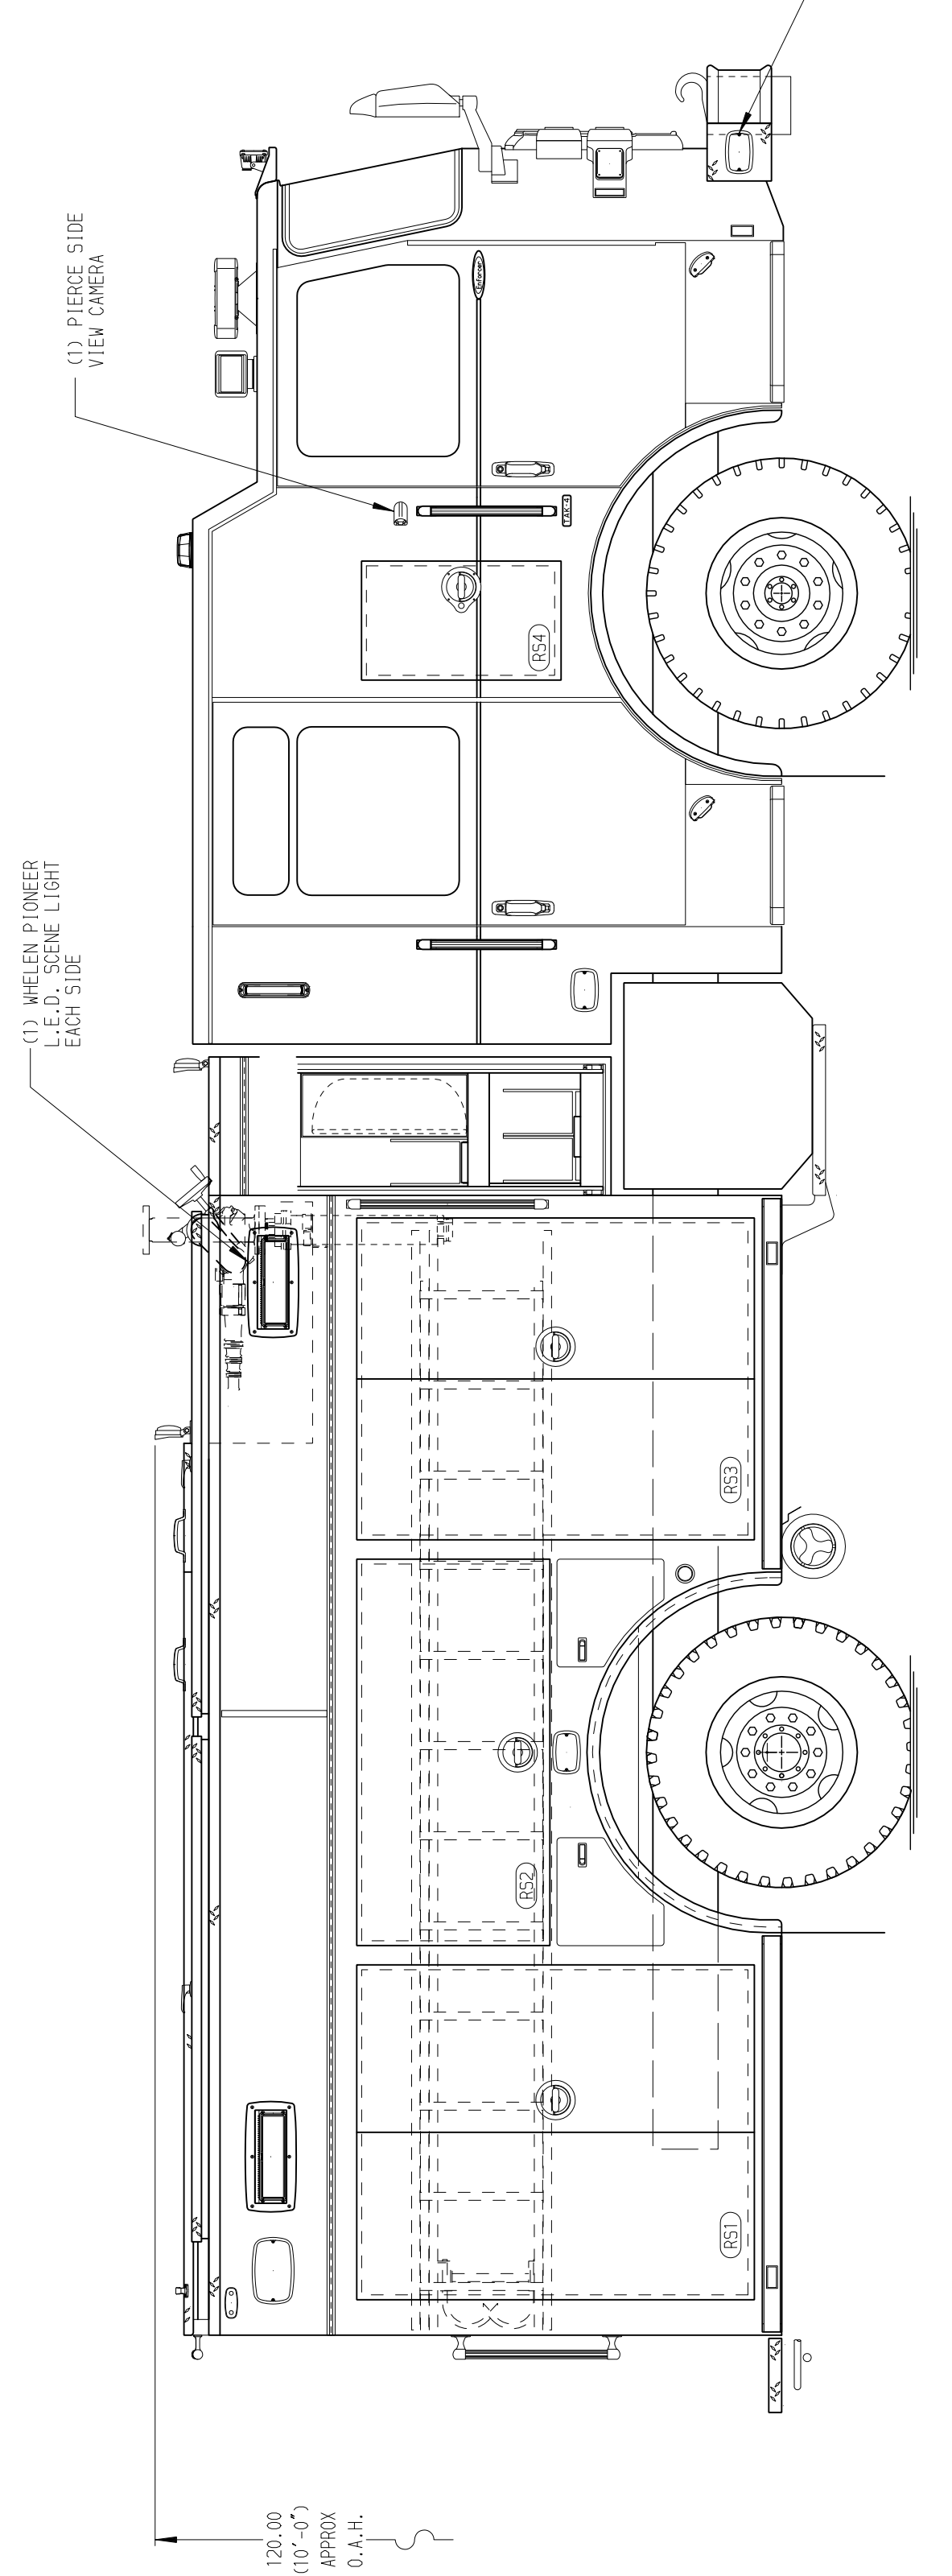 (1) PIERCE SIDE
VIEW CAMERA
(1) WHELEN PIONEER
L.E.D. SCENE LIGHT
EACH SIDE
Enforcer
TAK-4
RS4
RS3
RS2
RS1
120.00
(10'-0")
APPROX
O.A.H.